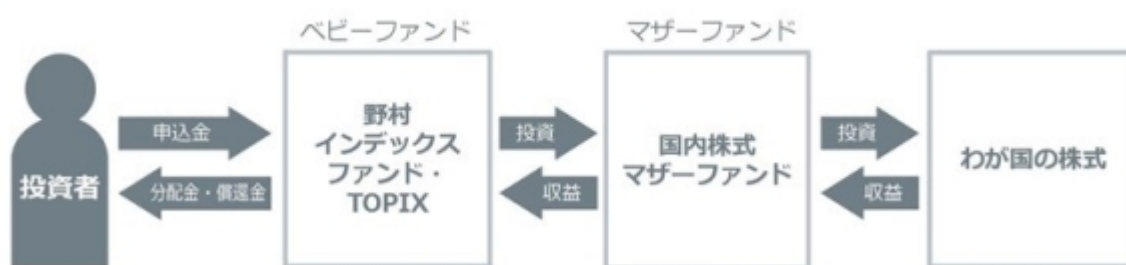 ベビーファンド
マザーファンド
投資者
申込金
分配金・償還金
野村
インデックス
ファンド・
TOPIX
投資
収益
国内株式
マザーファンド
投資
収益
わが国の株式